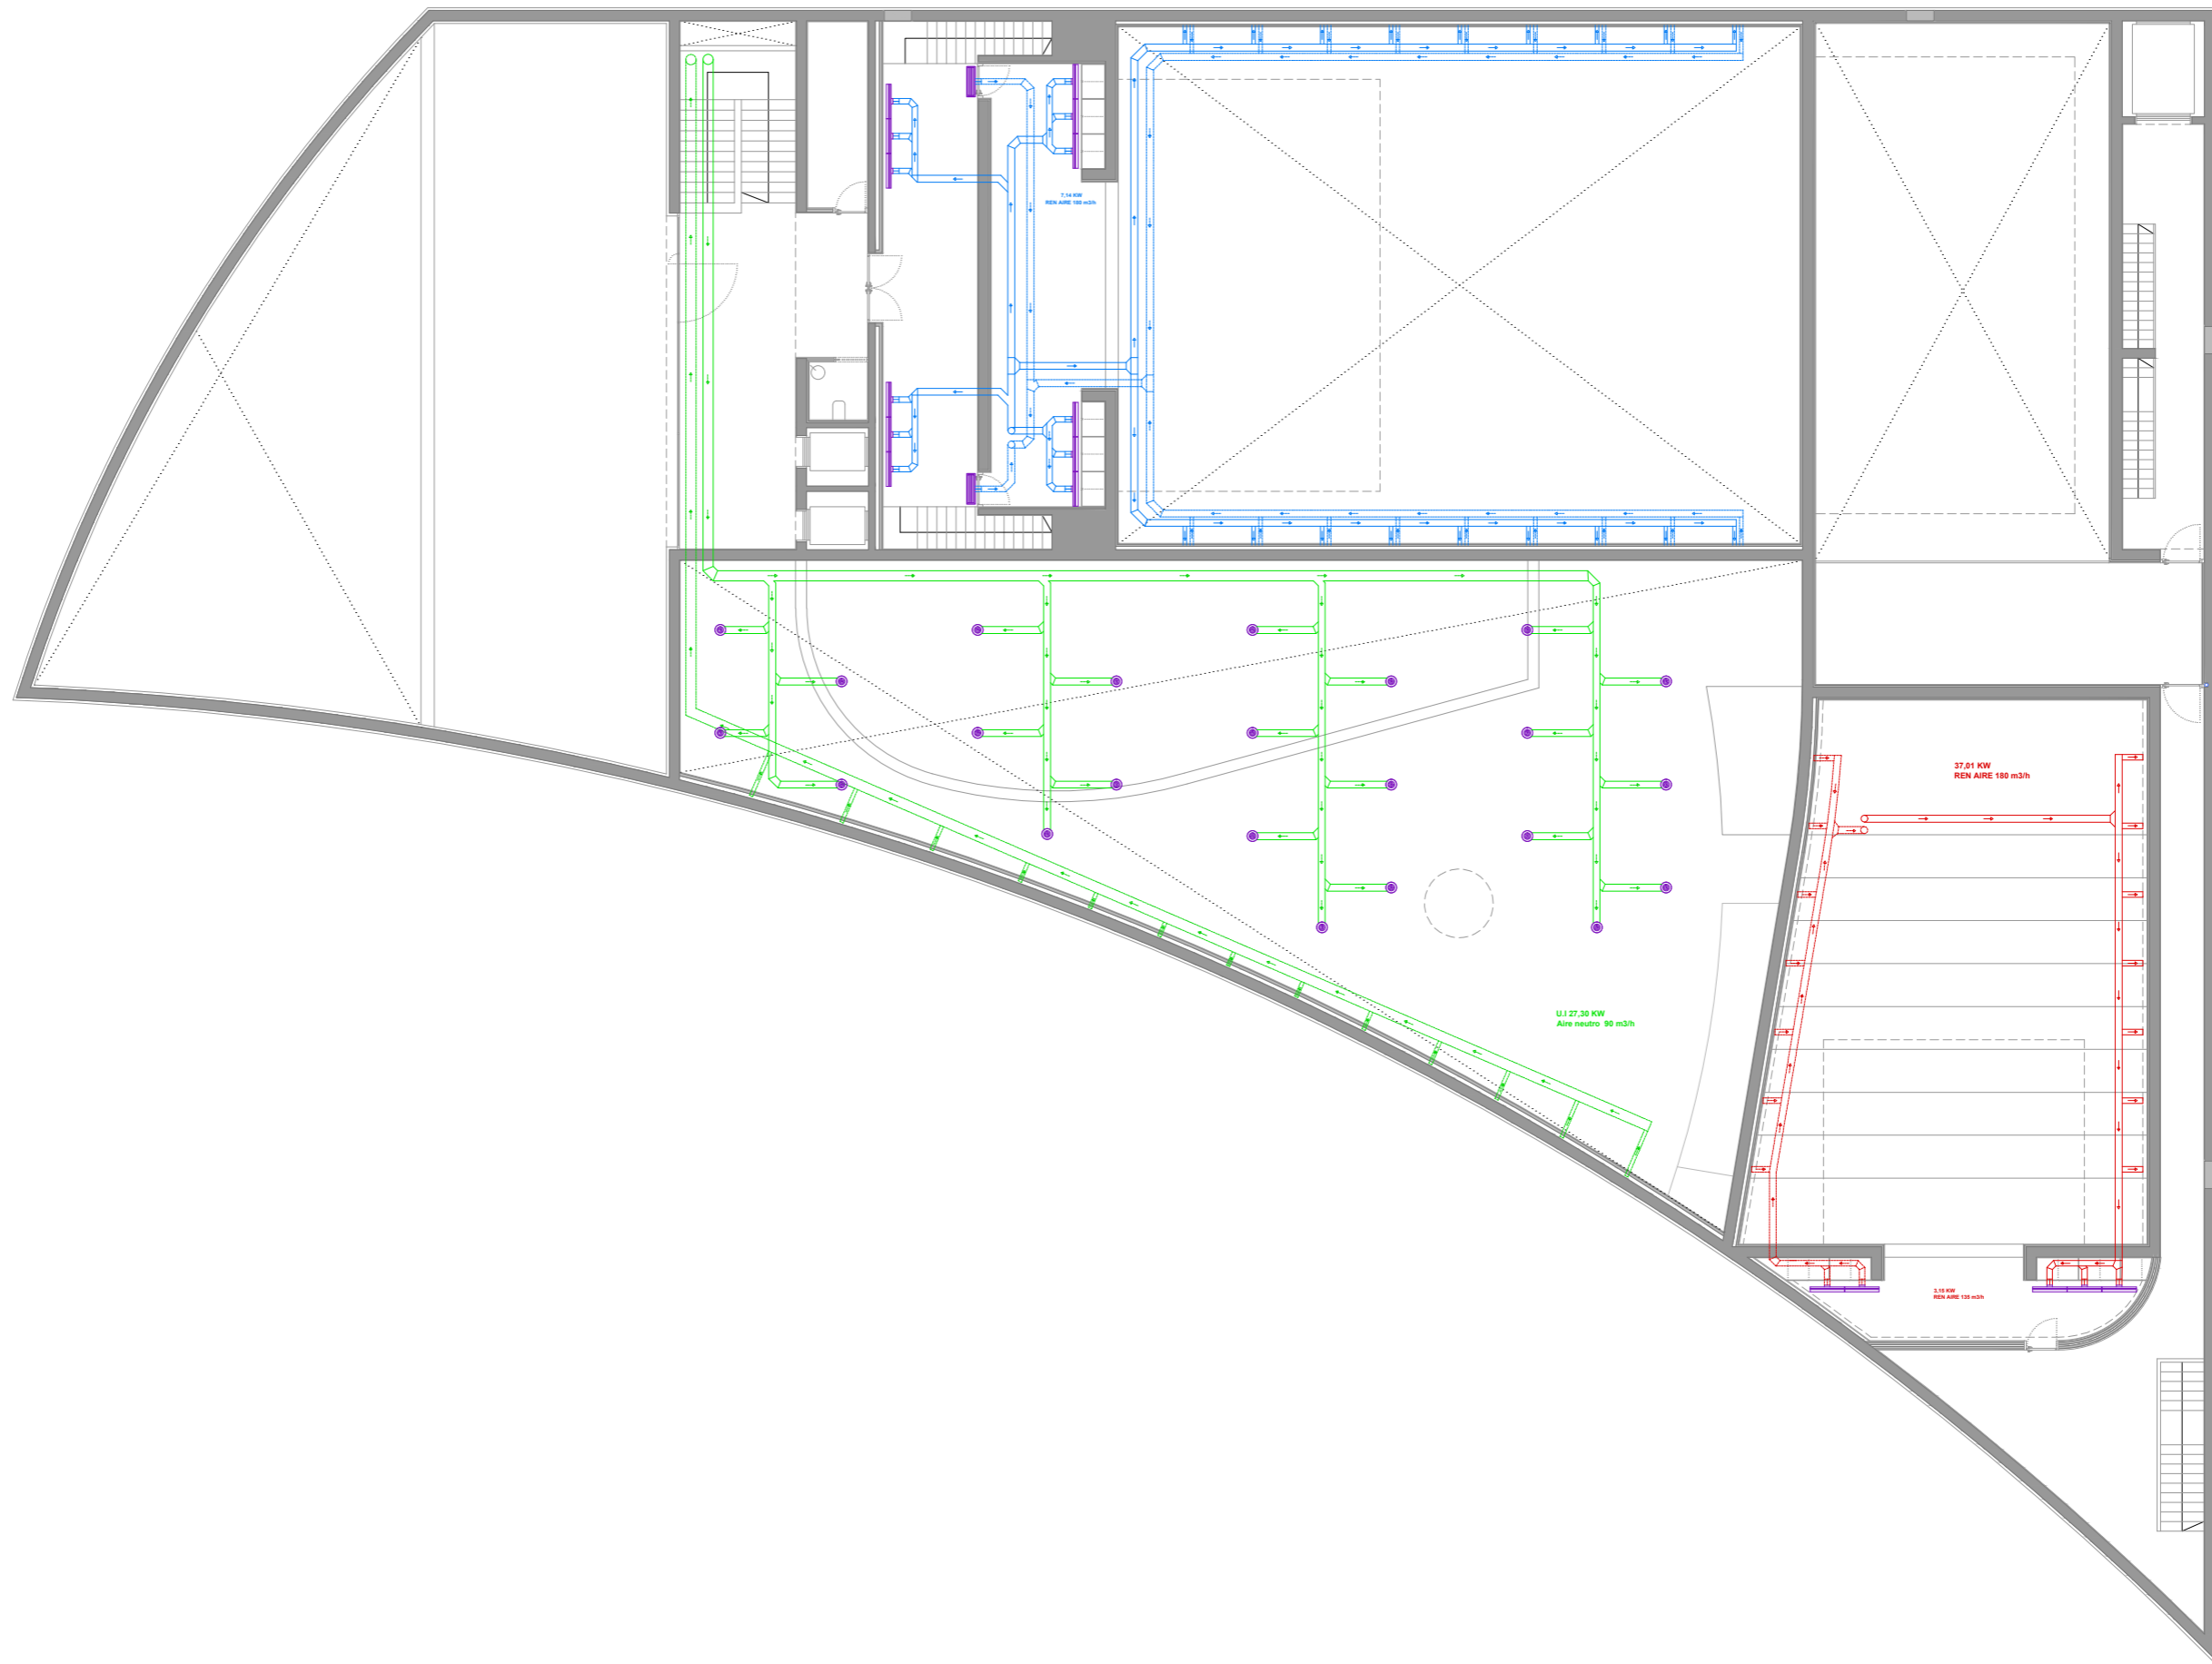 7,14 KW
REN AIRE 180 m3/h
37,01 KW
REN AIRE 180 m3/h
U.I 27,30 KW
Aire neutro 90 m3/h
3,15 KW
REN AIRE 135 m3/h